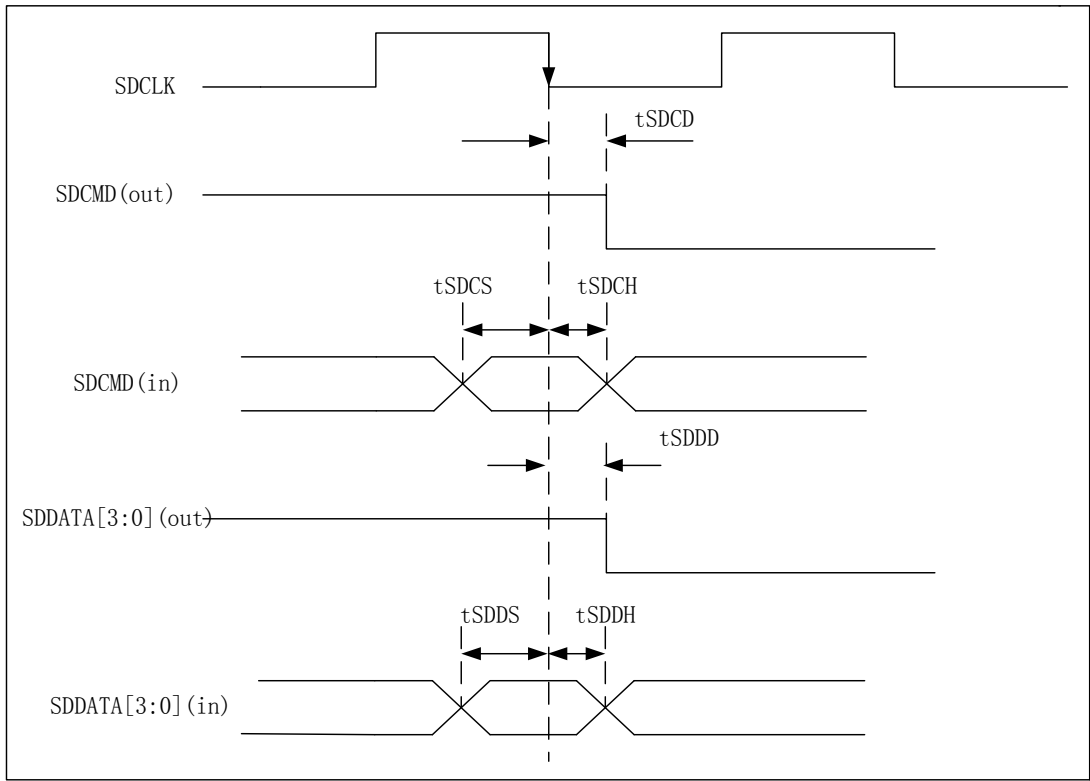 SDCLK
tSDCD
SDCMD(out)
tSDCS
tSDCH
SDCMD(in)
tSDDD
SDDATA[3:0](out)
tSDDS
tSDDH
SDDATA[3:0](in)